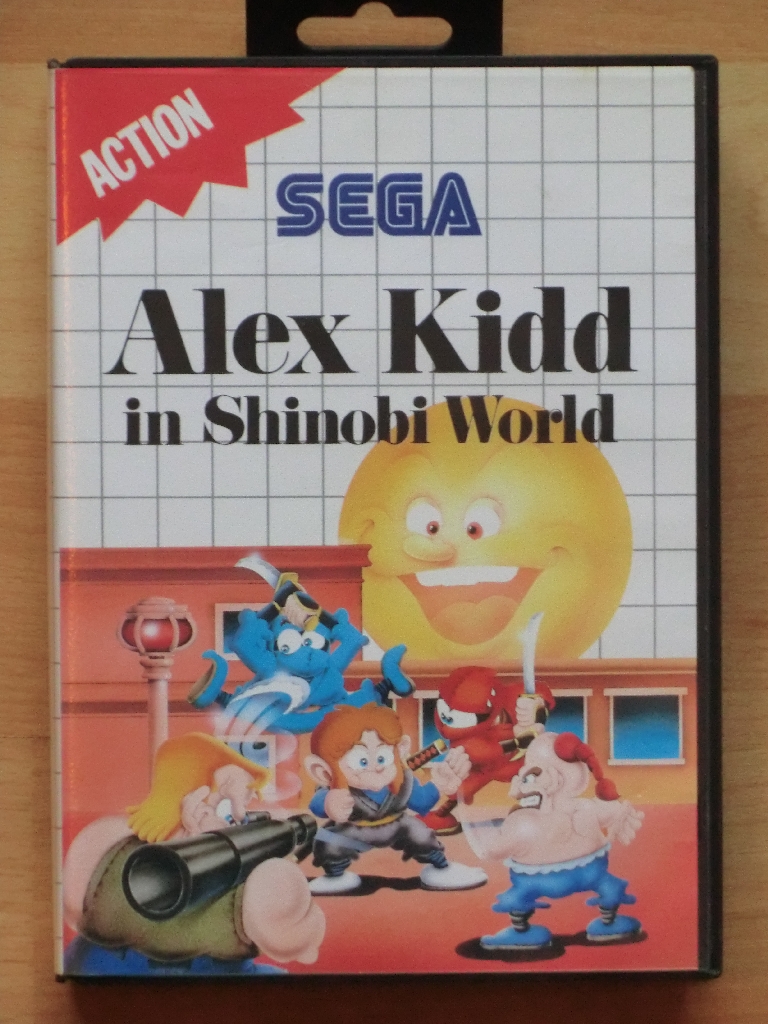 ACTION
SEGA
Alex Kidd
in Shinobi World